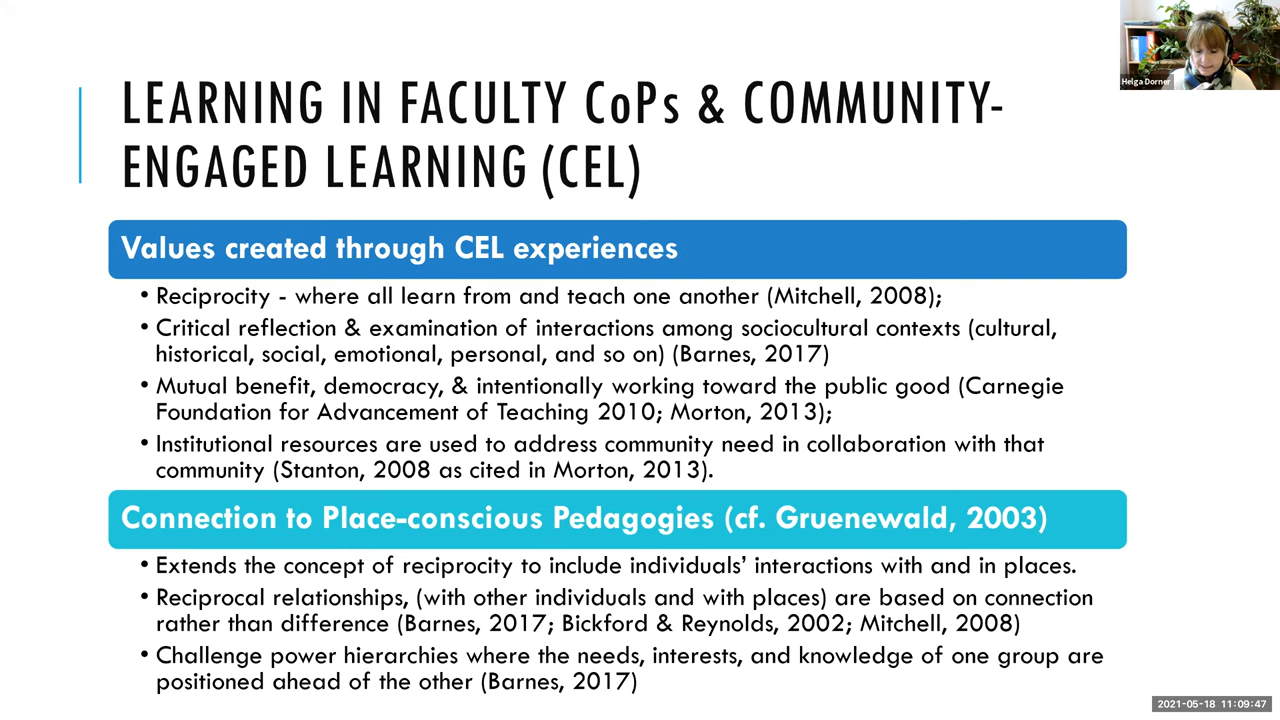 Helga Dorner
LEARNING IN FACULTY CoPs & COMMUNITY-
ENGAGED LEARNING (CEL)
Values created through CEL experiences
• Reciprocity - where all learn from and teach one another (Mitchell, 2008);
• Critical reflection & examination of interactions among sociocultural contexts (cultural,
historical, social, emotional, personal, and so on) (Barnes, 2017)
• Mutual benefit, democracy, & intentionally working toward the public good (Carnegie
Foundation for Advancement of Teaching 2010; Morton, 2013);
• Institutional resources are used to address community need in collaboration with that
community (Stanton, 2008 as cited in Morton, 2013).
Connection to Place-conscious Pedagogies (cf. Gruenewald, 2003)
• Extends the concept of reciprocity to include individuals’ interactions with and in places.
• Reciprocal relationships, (with other individuals and with places) are based on connection
rather than difference (Barnes, 2017; Bickford & Reynolds, 2002; Mitchell, 2008)
• Challenge power hierarchies where the needs, interests, and knowledge of one group are
positioned ahead of the other (Barnes, 2017)
2021-05-18 11:09:47